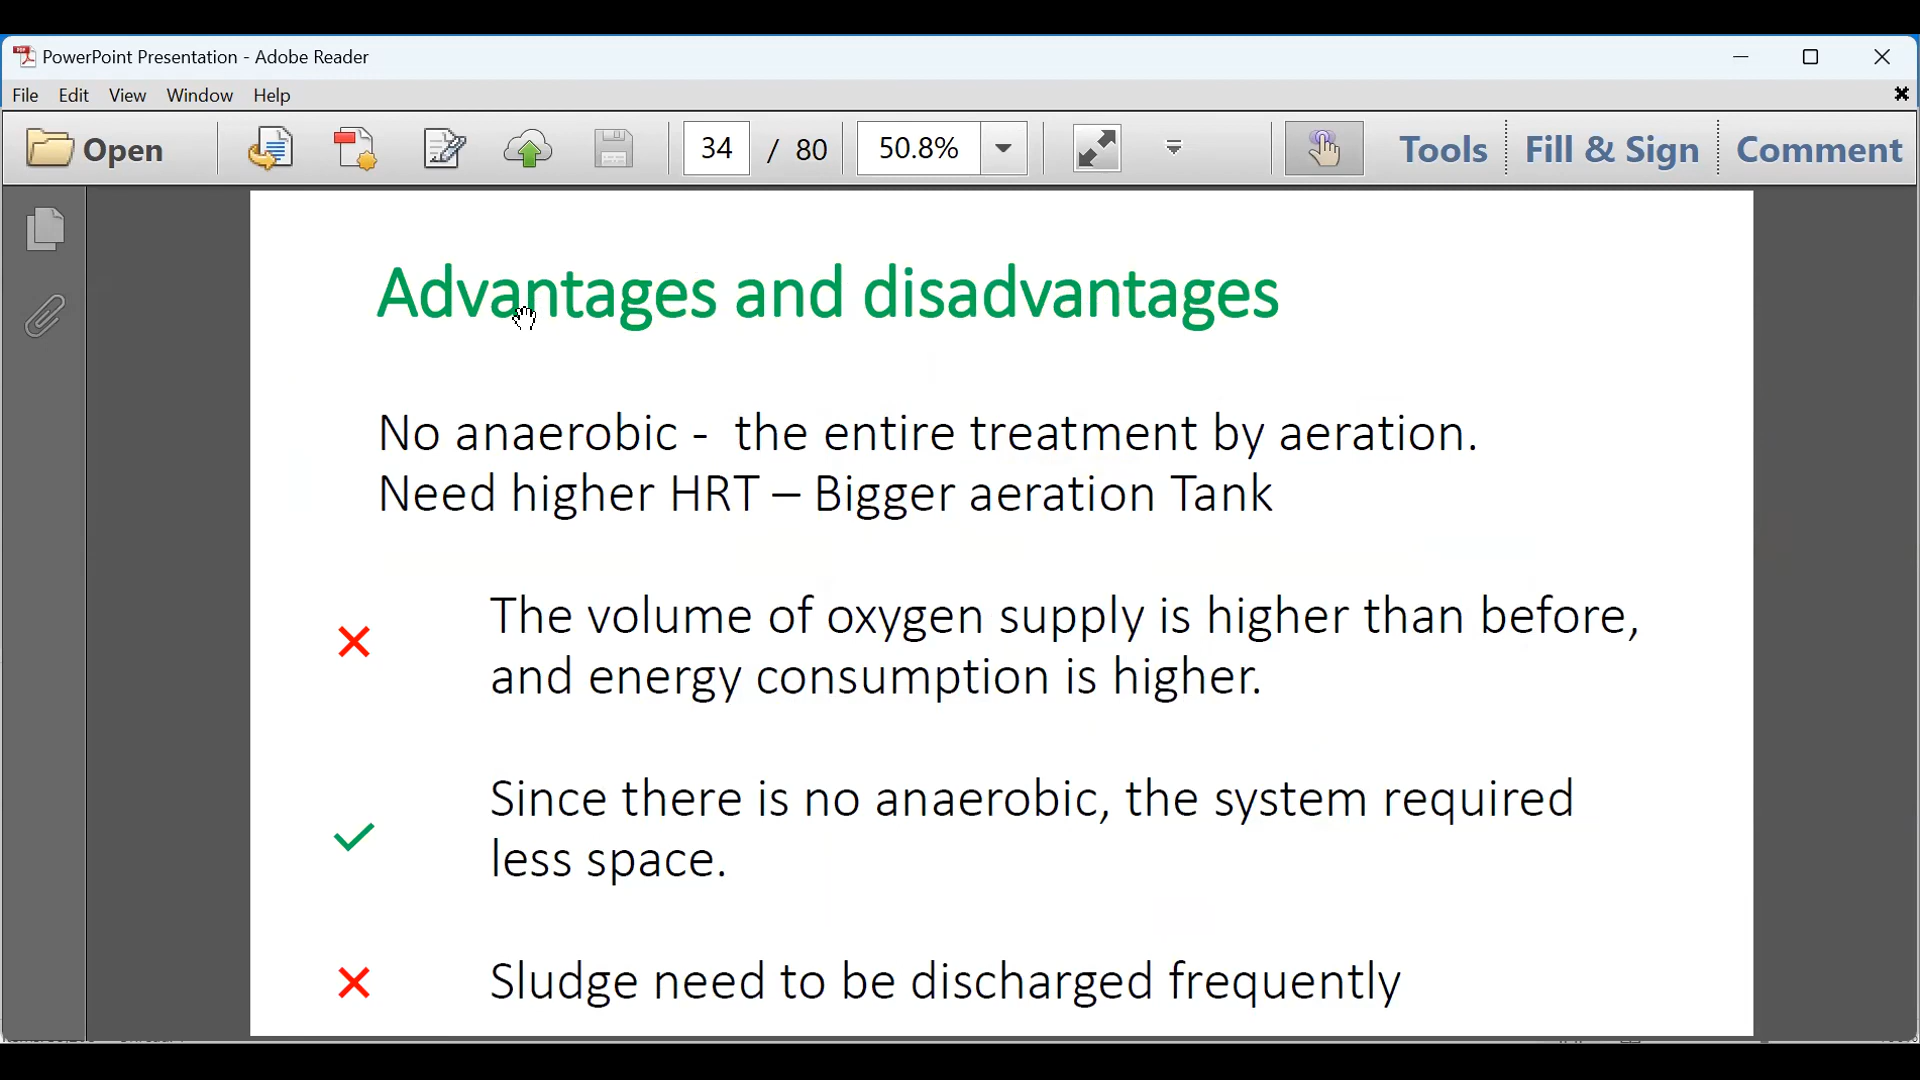 PowerPoint Presentation - Adobe Reader
File Edit View Window Help
Open 34 / 80 50.8% Tools Fill & Sign Comment
Advantages and disadvantages
No anaerobic - the entire treatment by aeration.
Need higher HRT – Bigger aeration Tank
The volume of oxygen supply is higher than before,
and energy consumption is higher.
Since there is no anaerobic, the system required
less space.
Sludge need to be discharged frequently